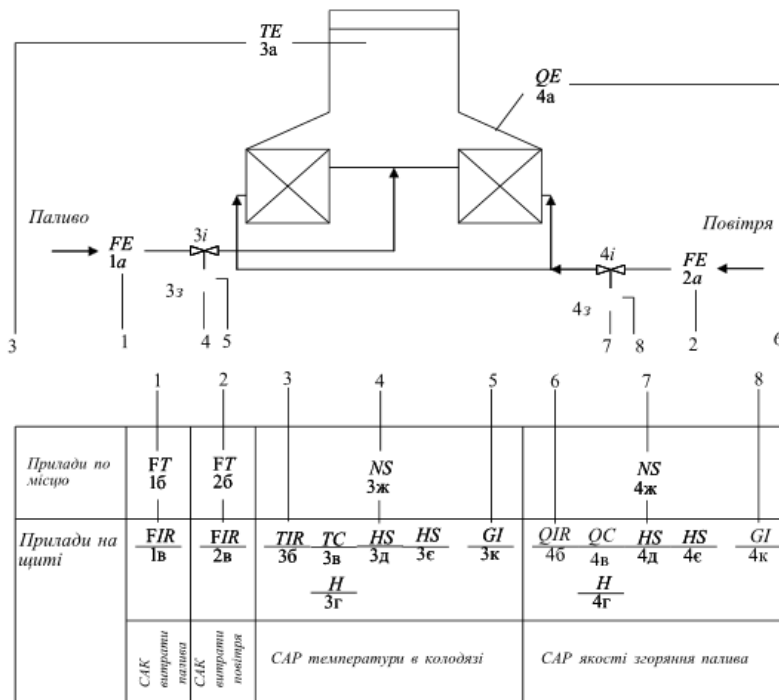 TE
3а
QE
4а
Паливо
Повітря
FE
1а
3і
4і
FE
2а
3з
4з
3
1
4
5
7
8
2
6
1
2
3
4
5
6
7
8
Прилади по місцю
FT
1б
FT
2б
NS
3ж
NS
4ж
Прилади на щиті
FIR
1в
FIR
2в
TIR
3б
TC
3в
HS
3д
HS
3є
GI
3к
QIR
4б
QC
4в
HS
4д
HS
4є
GI
4к
H
3г
H
4г
САК витрати палива
САК витрати повітря
САР температури в колодязі
САР якості згоряння палива